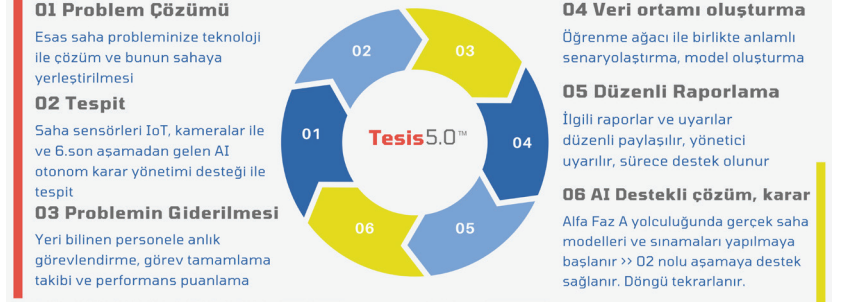 01 Problem Çözümü
Esas saha probleminize teknoloji
ile çözüm ve bunun sahaya
yerleştirilmesi
02 Tespit
Saha sensörleri IoT, kameralar ile
ve 6.son aşamadan gelen AI
otonom karar yönetimi desteği ile
tespit
03 Problemin Giderilmesi
Yeri bilinen personele anlık
görevlendirme, görev tamamlama
takibi ve performans puanlama
02
03
01
Tesis5.0™
04
06
05
04 Veri ortamı oluşturma
Öğrenme ağacı ile birlikte anlamlı
senaryolaştırma, model oluşturma
05 Düzenli Raporlama
İlgili raporlar ve uyarılar
düzenli paylaşılır, yönetici
uyarılır, sürece destek olunur
06 AI Destekli çözüm, karar
Alfa Faz A yolculuğunda gerçek saha
modelleri ve sınamaları yapılmaya
başlanır >> 02 nolu aşamaya destek
sağlanır. Döngü tekrarlanır.